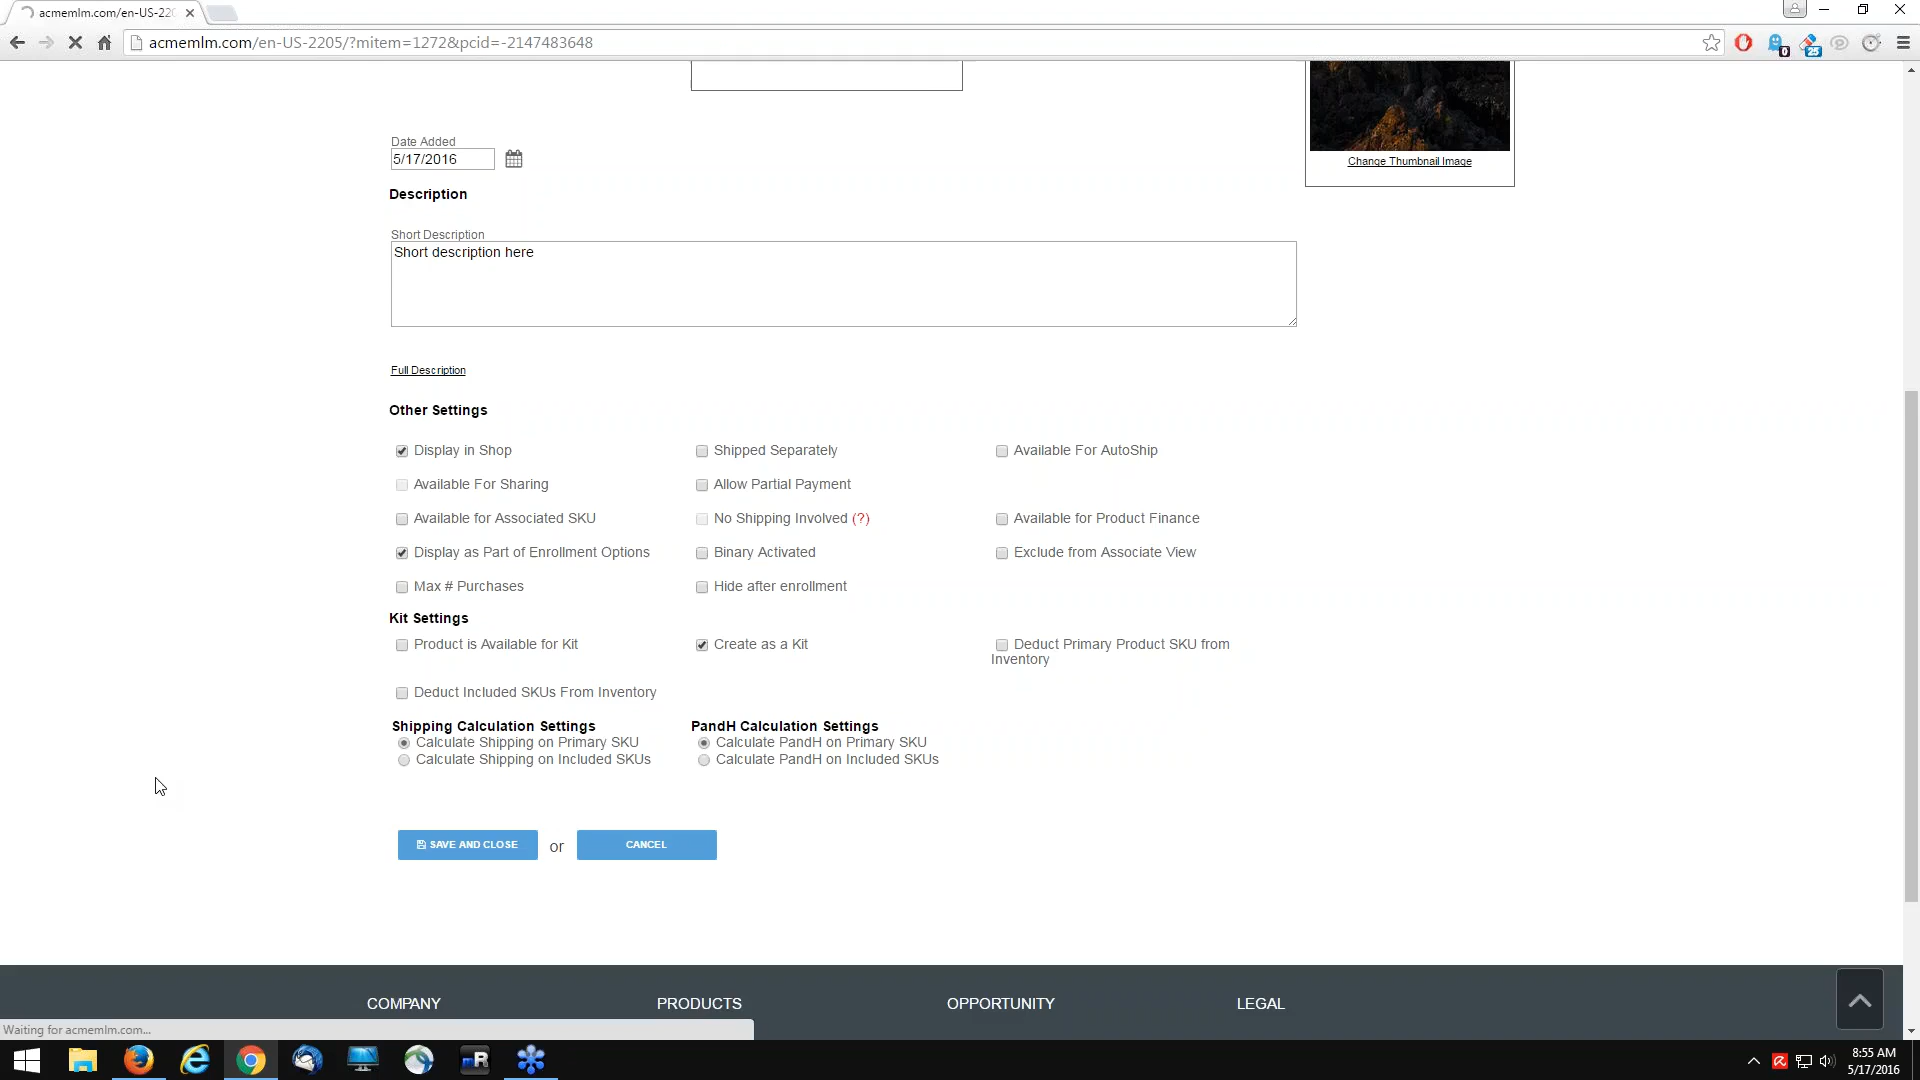 acmemlm.com/en-US-220
acmemlm.com/en-US-2205/?mitem=1272&pcid=-2147483648
0
25
Change Thumbnail Image
Date Added
5/17/2016
Description
Short Description
Short description here
Full Description
Other Settings
Display in Shop
Shipped Separately
Available For AutoShip
Available For Sharing
Allow Partial Payment
Available for Associated SKU
No Shipping Involved (?)
Available for Product Finance
Display as Part of Enrollment Options
Binary Activated
Exclude from Associate View
Max # Purchases
Hide after enrollment
Kit Settings
Product is Available for Kit
Create as a Kit
Deduct Primary Product SKU from
Inventory
Deduct Included SKUs From Inventory
Shipping Calculation Settings
PandH Calculation Settings
Calculate Shipping on Primary SKU
Calculate PandH on Primary SKU
Calculate Shipping on Included SKUs
Calculate PandH on Included SKUs
SAVE AND CLOSE
or
CANCEL
COMPANY
PRODUCTS
OPPORTUNITY
LEGAL
Waiting for acmemlm.com...
mR
8:55 AM
5/17/2016